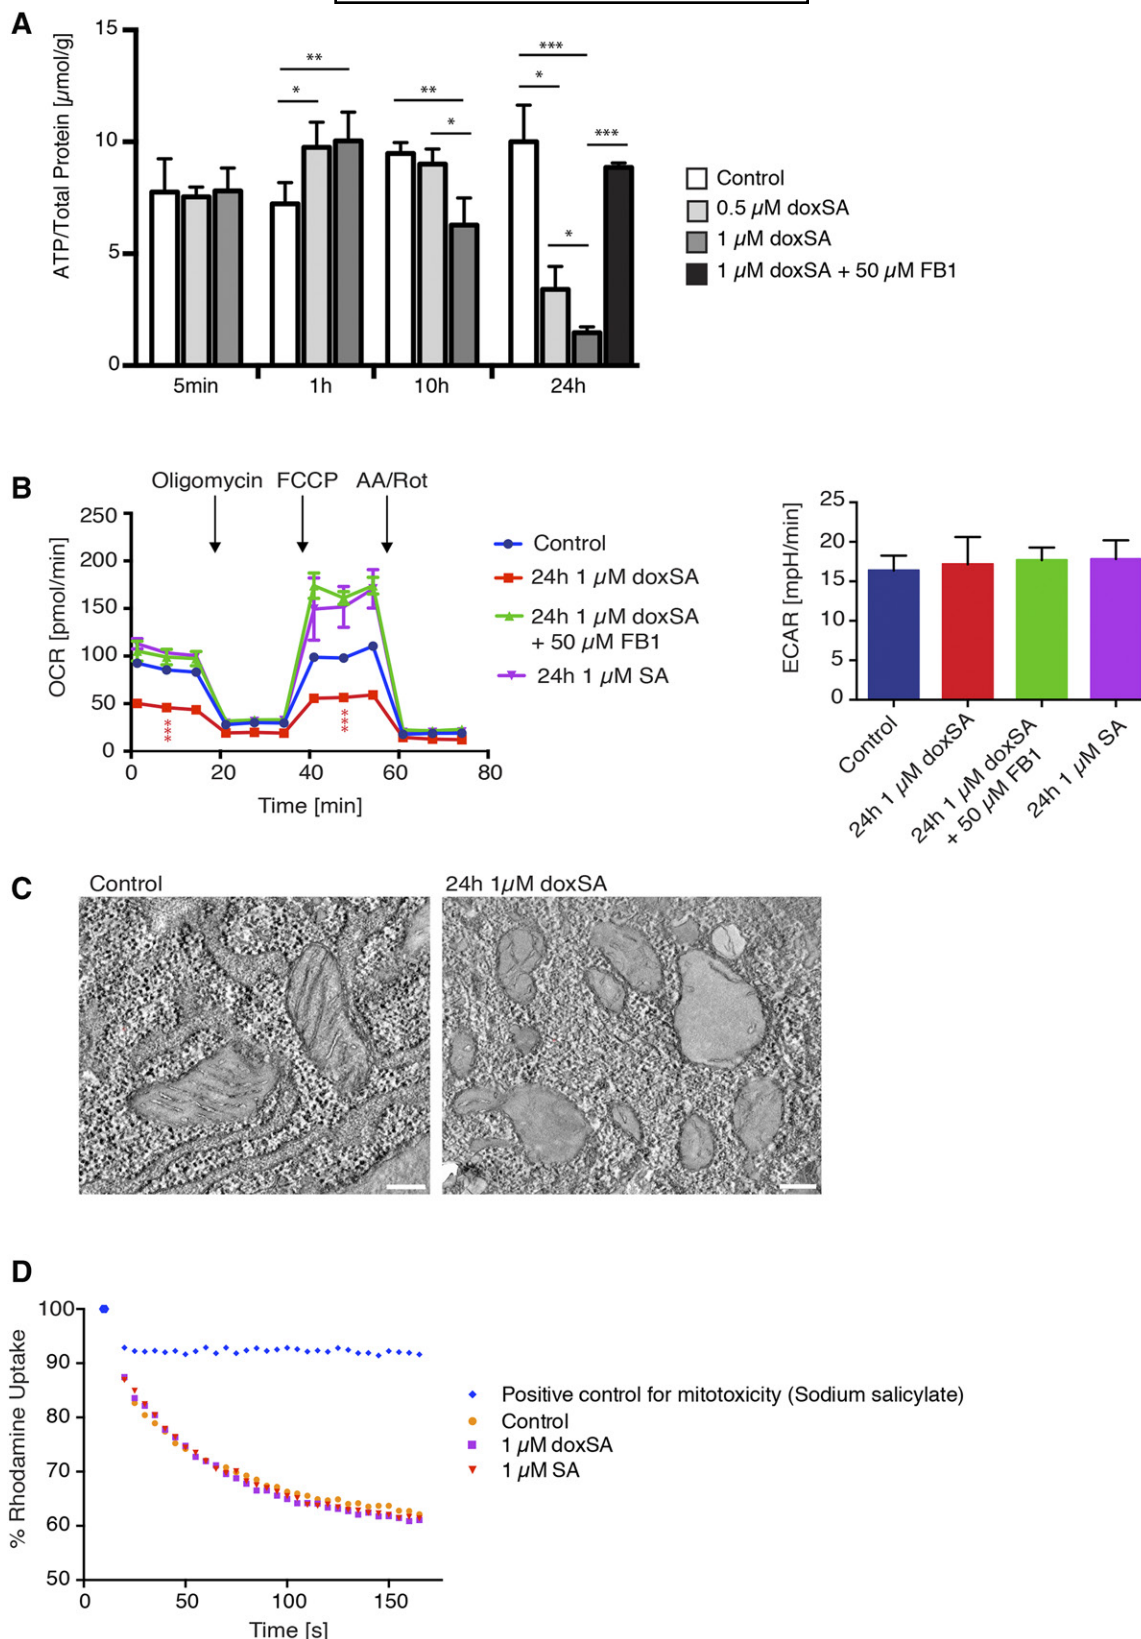 A
ATP/Total Protein [µmol/g]
15
10
5
0
*
**
**
*
***
*
*
***
5min
1h
10h
24h
Control
0.5 µM doxSA
1 µM doxSA
1 µM doxSA + 50 µM FB1
B
Oligomycin
FCCP
AA/Rot
OCR [pmol/min]
250
200
150
100
50
0
***
***
0
20
40
60
80
Time [min]
Control
24h 1 µM doxSA
24h 1 µM doxSA
+ 50 µM FB1
24h 1 µM SA
ECAR [mpH/min]
25
20
15
10
5
0
Control
24h 1 µM doxSA
24h 1 µM doxSA
+ 50 µM FB1
24h 1 µM SA
C
Control
24h 1µM doxSA
D
% Rhodamine Uptake
100
90
80
70
60
50
0
50
100
150
Time [s]
Positive control for mitotoxicity (Sodium salicylate)
Control
1 µM doxSA
1 µM SA